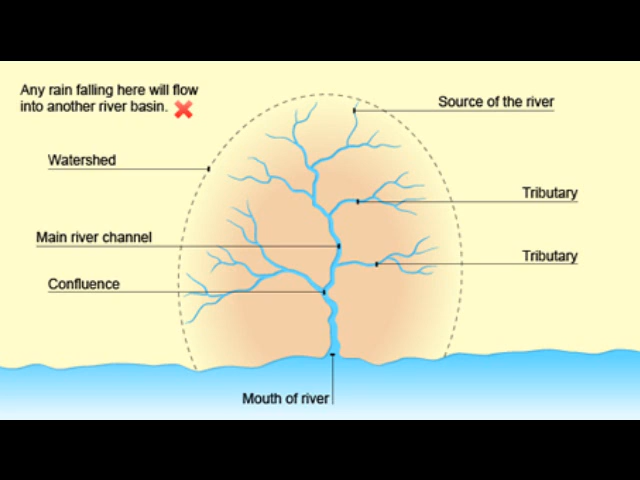 Any rain falling here will flow
into another river basin.
Source of the river
Watershed
Tributary
Main river channel
Tributary
Confluence
Mouth of river